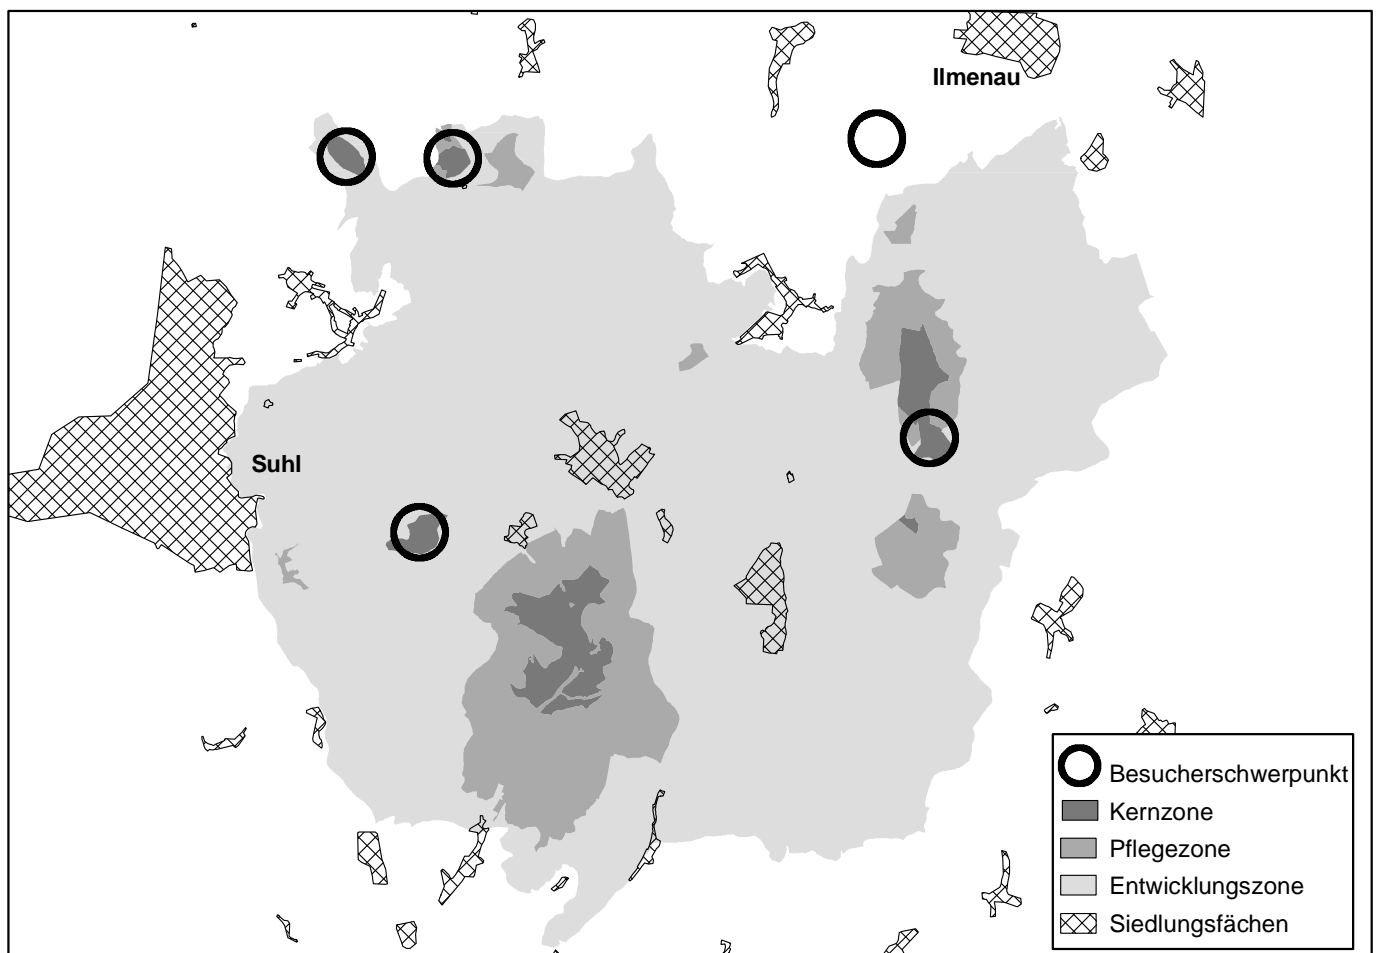 Ilmenau
Suhl
Besucherschwerpunkt
Kernzone
Pflegezone
Entwicklungszone
Siedlungsfächen